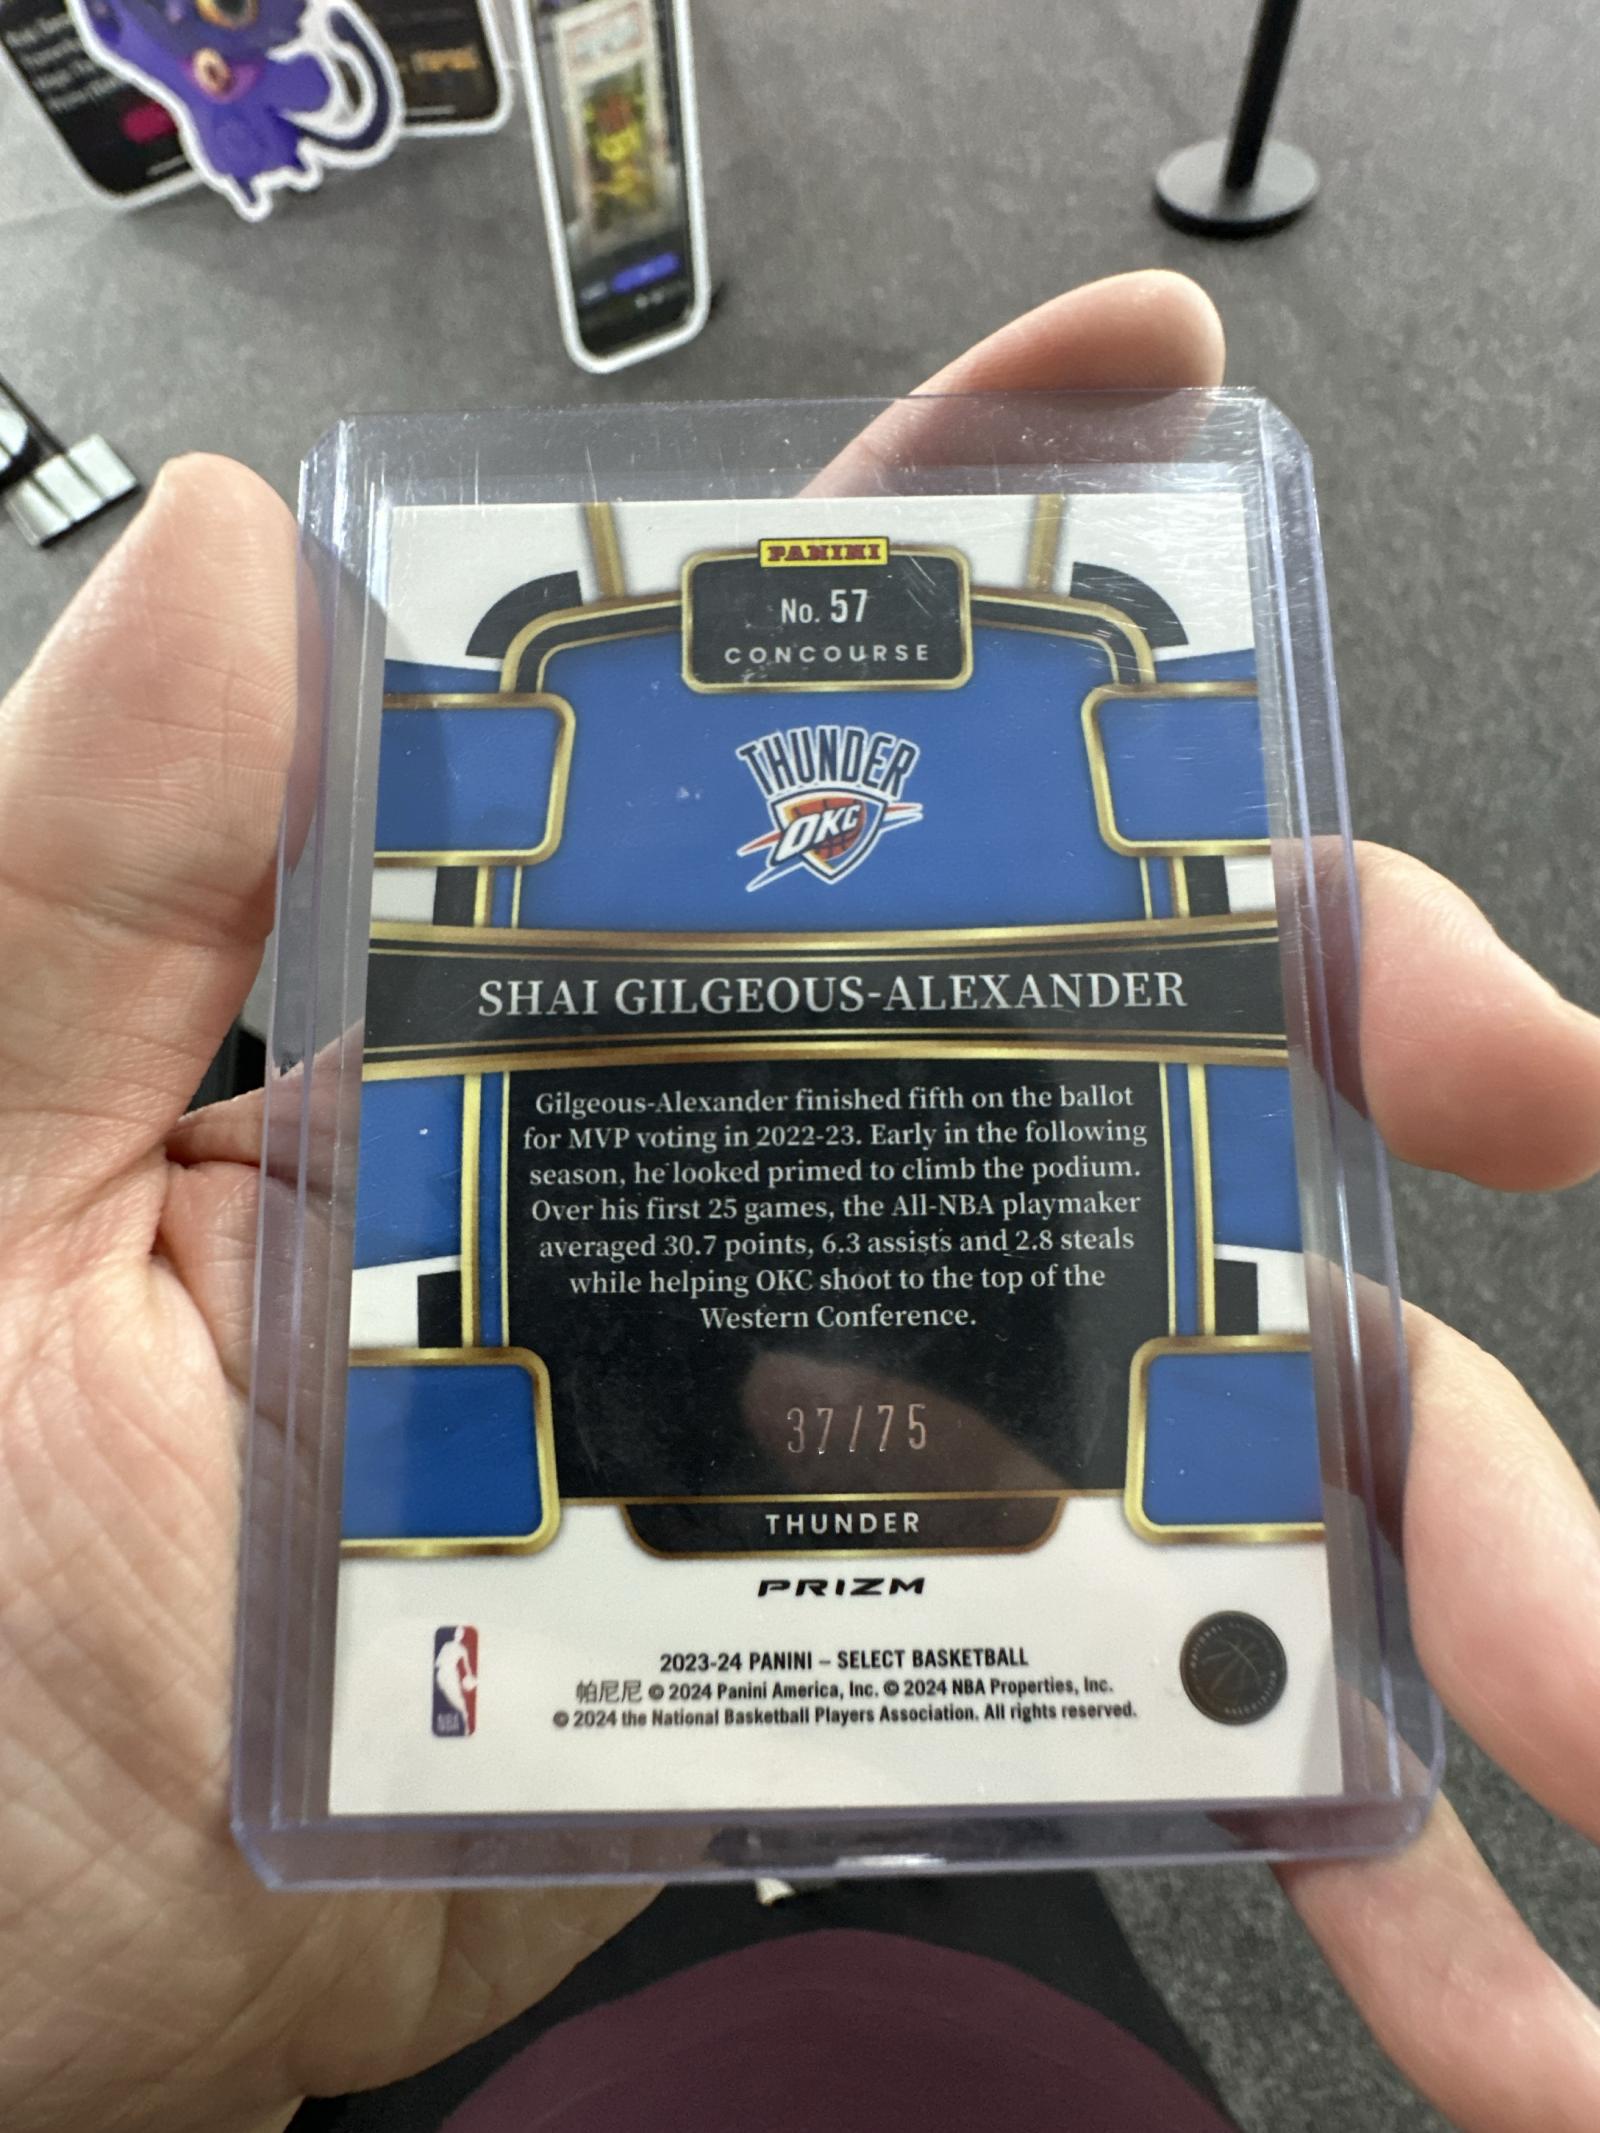 PANINI
No. 57
CONCOURSE
THUNDER
OKC
SHAI GILGEOUS-ALEXANDER
Gilgeous-Alexander finished fifth on the ballot
for MVP voting in 2022-23. Early in the following
season, he looked primed to climb the podium.
Over his first 25 games, the All-NBA playmaker
averaged 30.7 points, 6.3 assists and 2.8 steals
while helping OKC shoot to the top of the
Western Conference.
37/75
THUNDER
PRIZM
2023-24 PANINI – SELECT BASKETBALL
帕尼尼 © 2024 Panini America, Inc. © 2024 NBA Properties, Inc.
© 2024 the National Basketball Players Association. All rights reserved.
NBA